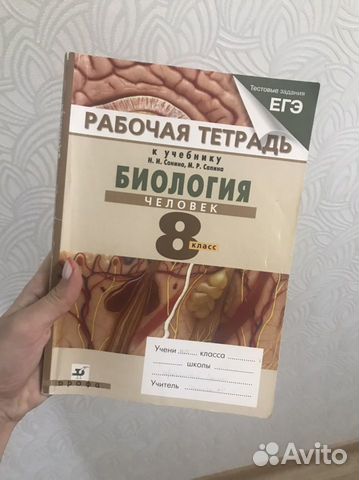 Тестовые задания
ЕГЭ
РАБОЧАЯ ТЕТРАДЬ
к учебнику
Н. И. Сонина, М. Р. Сапина
БИОЛОГИЯ
ЧЕЛОВЕК
8 класс
Учени ........ класса ............
............ школы ............
Учитель ............
дрофа
Avito